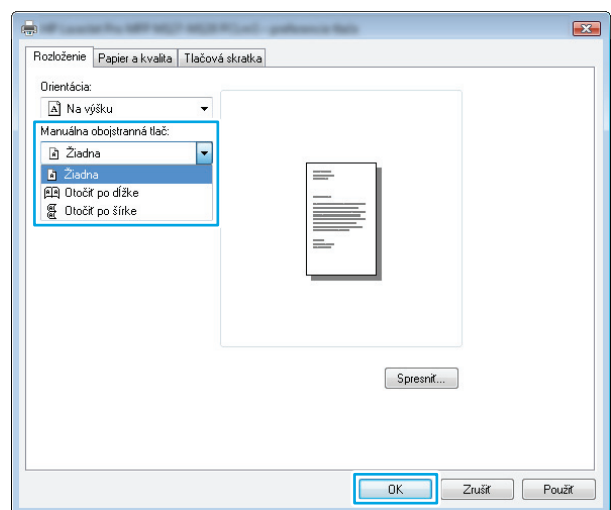 Rozloženie Papier a kvalita Tlačová skratka
Orientácia:
Na výšku
Manuálna obojstranná tlač:
Žiadna
Žiadna
Otočiť po dĺžke
Otočiť po šírke
Spresniť...
OK Zrušiť Použiť